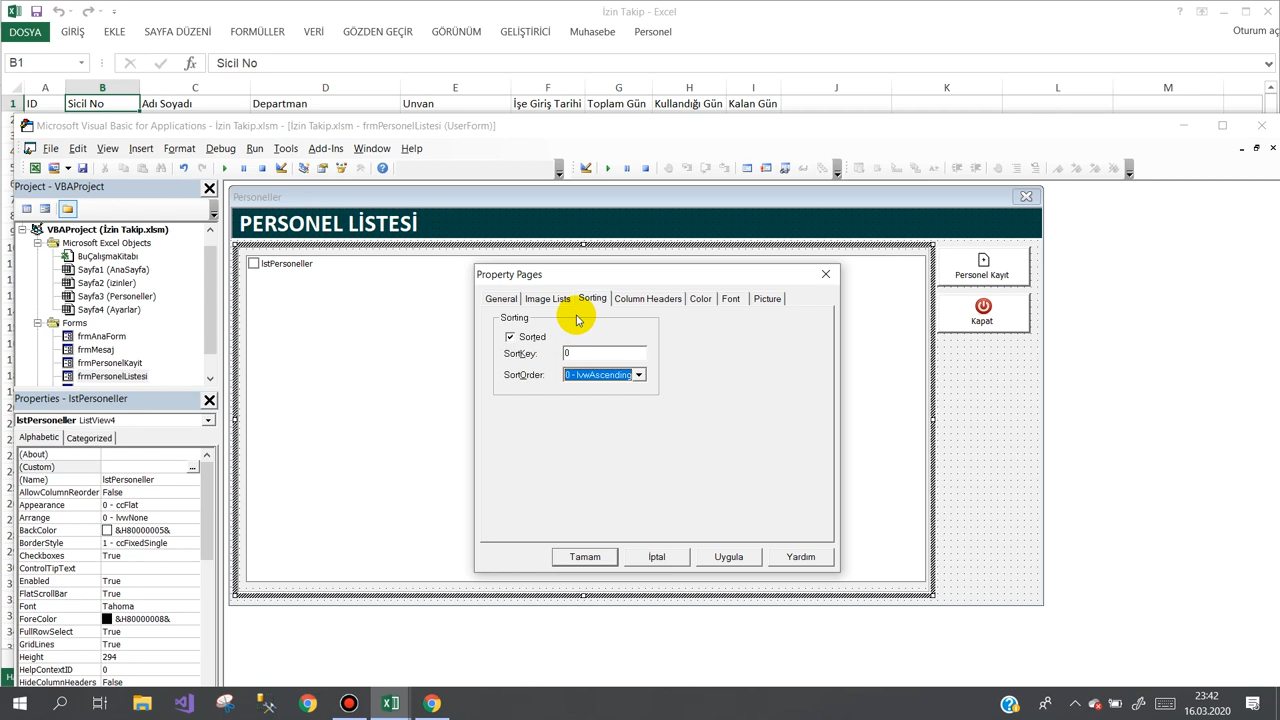 İzin Takip - Excel
DOSYA GİRİŞ EKLE SAYFA DÜZENİ FORMÜLLER VERİ GÖZDEN GEÇİR GÖRÜNÜM GELİŞTİRİCİ Muhasebe Personel Oturum aç
B1 Sicil No
A B C D E F G H I J K L M
1 ID Sicil No Adı Soyadı Departman Unvan İşe Giriş Tarihi Toplam Gün Kullandığı Gün Kalan Gün
Microsoft Visual Basic for Applications - İzin Takip.xlsm - [İzin Takip.xlsm - frmPersonelListesi (UserForm)]
File Edit View Insert Format Debug Run Tools Add-Ins Window Help
Project - VBAProject
VBAProject (İzin Takip.xlsm)
Microsoft Excel Objects
BuÇalışmaKitabı
Sayfa1 (AnaSayfa)
Sayfa2 (izinler)
Sayfa3 (Personeller)
Sayfa4 (Ayarlar)
Forms
frmAnaForm
frmMesaj
frmPersonelKayit
frmPersonelListesi
Properties - lstPersoneller
lstPersoneller ListView4
Alphabetic Categorized
(About)
(Custom) ...
(Name) lstPersoneller
AllowColumnReorder False
Appearance 0 - ccFlat
Arrange 0 - lvwNone
BackColor &H80000005&
BorderStyle 1 - ccFixedSingle
Checkboxes True
ControlTipText
Enabled True
FlatScrollBar True
Font Tahoma
ForeColor &H80000008&
FullRowSelect True
GridLines True
Height 294
HelpContextID 0
HideColumnHeaders False
Personeller
PERSONEL LİSTESİ
lstPersoneller
Personel Kayıt
Kapat
Property Pages
General Image Lists Sorting Column Headers Color Font Picture
Sorting
Sorted
SortKey: 0
SortOrder: 0 - lvwAscending
Tamam İptal Uygula Yardım
23:42
16.03.2020